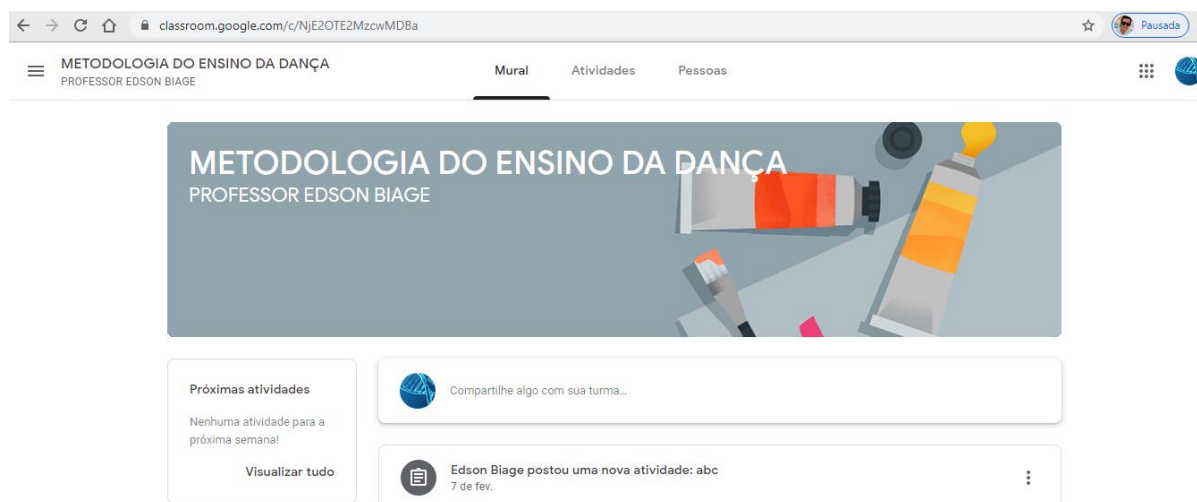 classroom.google.com/c/NjE2OTE2MzcwMDBa
Pausada
METODOLOGIA DO ENSINO DA DANÇA
PROFESSOR EDSON BIAGE
Mural
Atividades
Pessoas
METODOLOGIA DO ENSINO DA DANÇA
PROFESSOR EDSON BIAGE
Próximas atividades
Nenhuma atividade para a
próxima semana!
Visualizar tudo
Compartilhe algo com sua turma...
Edson Biage postou uma nova atividade: abc
7 de fev.